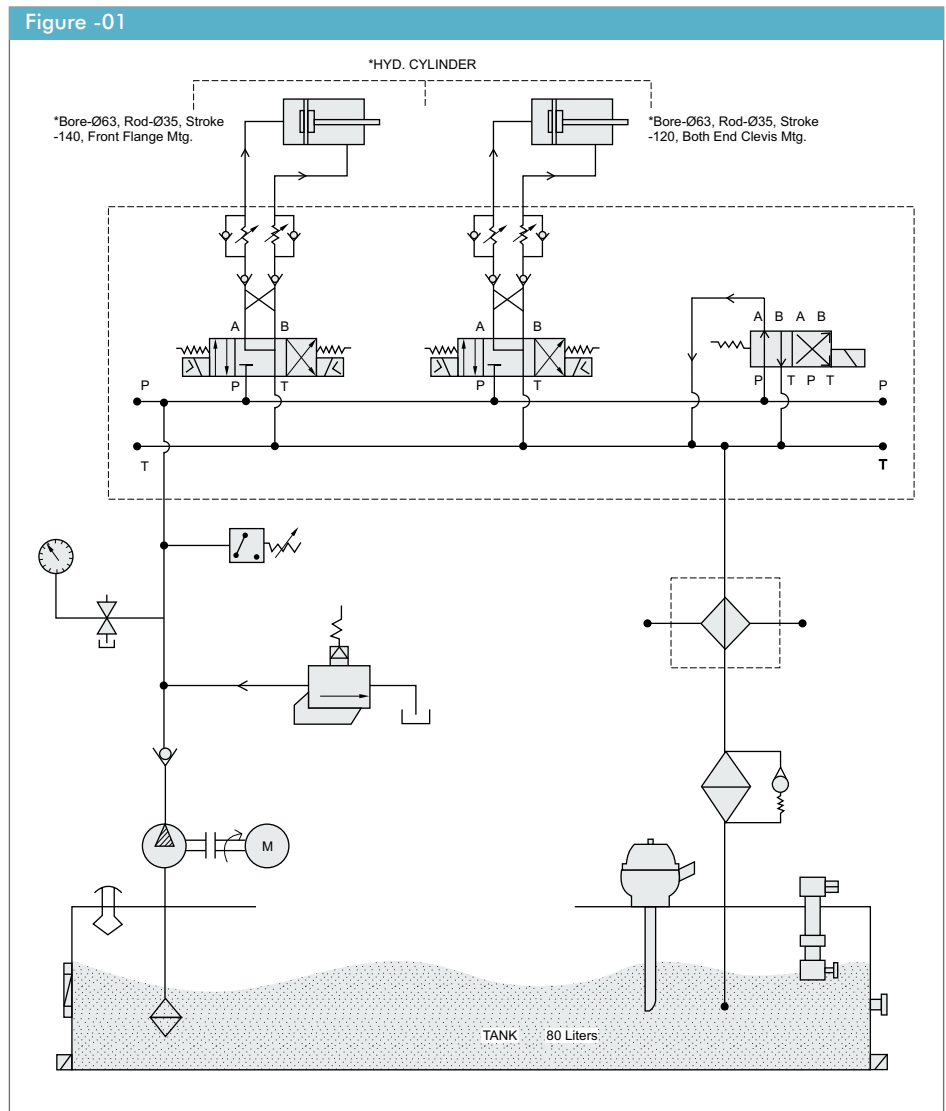 Figure -01
*HYD. CYLINDER
*Bore-Ø63, Rod-Ø35, Stroke
-140, Front Flange Mtg.
*Bore-Ø63, Rod-Ø35, Stroke
-120, Both End Clevis Mtg.
A B
A B
A B A B
P T
P T
P T P T
P
P
T
T
M
TANK 80 Liters